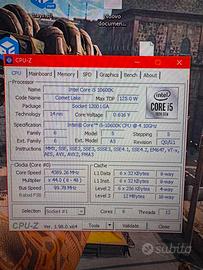 nuovo
documen...
CPU-Z
CPU Mainboard Memory SPD Graphics Bench About
Processor
Name Intel Core i5 10600K
Code Name Comet Lake Max TDP 125.0 W
Package Socket 1200 LGA
Technology 14 nm Core Voltage 0.616 V
CORE i5
Specification Intel® Core™ i5-10600K CPU @ 4.10GHz
Family 6 Model 5 Stepping 5
Ext. Family 6 Ext. Model A5 Revision Q0/G1
Instructions MMX, SSE, SSE2, SSE3, SSSE3, SSE4.1, SSE4.2, EM64T, VT-x,
AES, AVX, AVX2, FMA3
Clocks (Core #0)
Core Speed 4389.26 MHz
Multiplier x 44.0 ( 8 - 48 )
Bus Speed 99.78 MHz
Rated FSB
Cache
L1 Data 6 x 32 KBytes 8-way
L1 Inst. 6 x 32 KBytes 8-way
Level 2 6 x 256 KBytes 4-way
Level 3 12 MBytes
Selection Socket #1 Cores 6 Threads 12
CPU-Z Ver. 1.98.0.x64 Tools Validate Close
subito